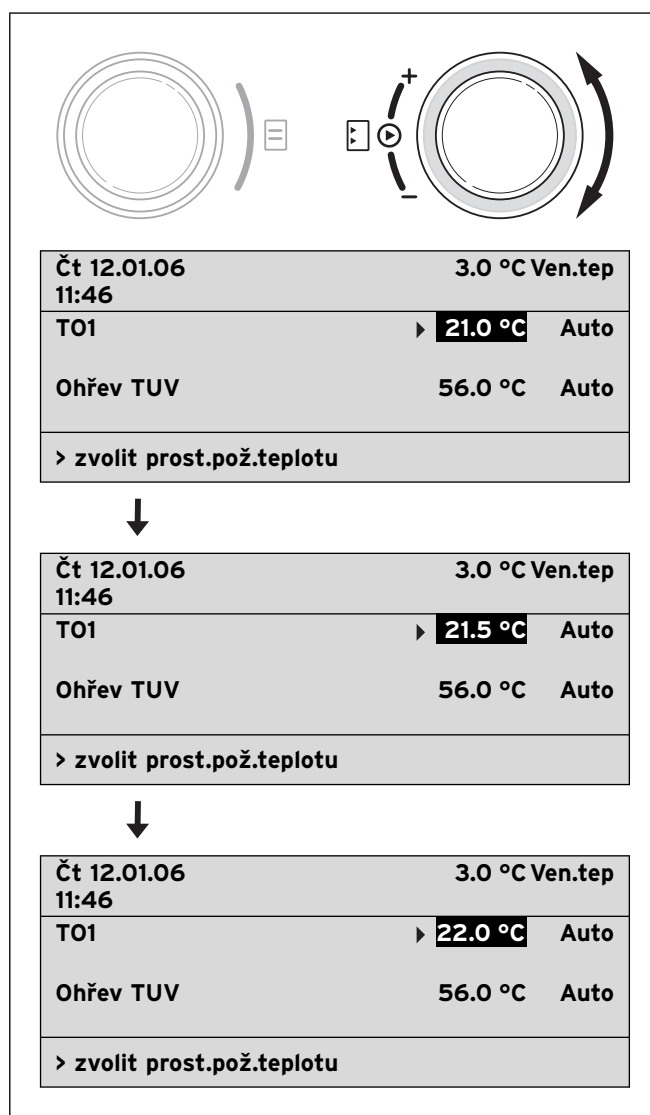 +
−
Čt 12.01.06 3.0 °C Ven.tep
11:46
TO1 21.0 °C Auto
Ohřev TUV 56.0 °C Auto
> zvolit prost.pož.teplotu
Čt 12.01.06 3.0 °C Ven.tep
11:46
TO1 21.5 °C Auto
Ohřev TUV 56.0 °C Auto
> zvolit prost.pož.teplotu
Čt 12.01.06 3.0 °C Ven.tep
11:46
TO1 22.0 °C Auto
Ohřev TUV 56.0 °C Auto
> zvolit prost.pož.teplotu